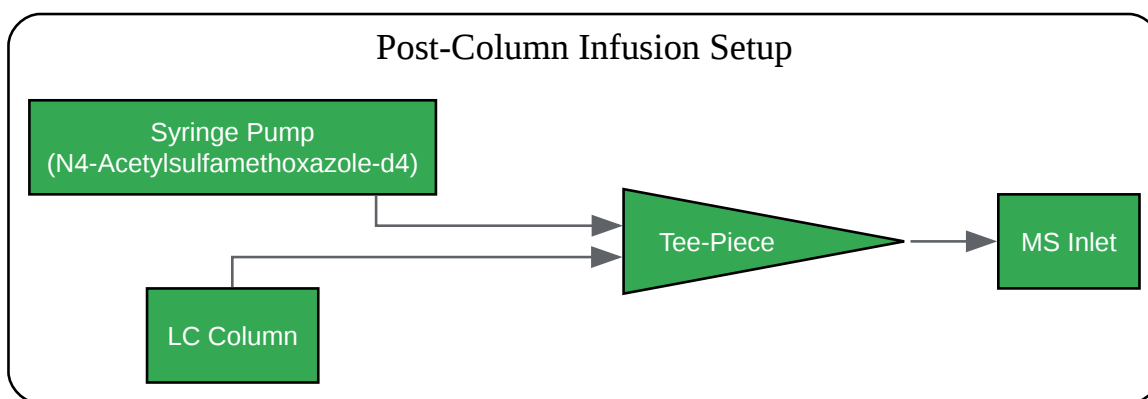 Post-Column Infusion Setup
Syringe Pump
(N4-Acetylsulfamethoxazole-d4)
Tee-Piece
MS Inlet
LC Column